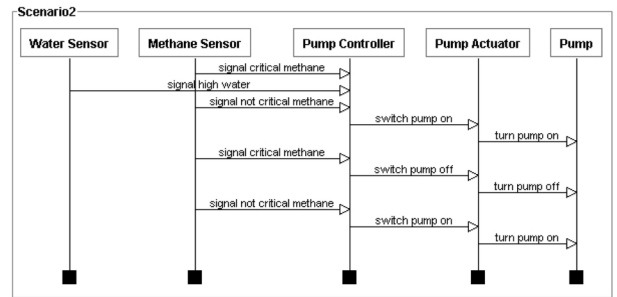 Scenario2
Water Sensor Methane Sensor Pump Controller Pump Actuator Pump
signal critical methane
signal high water
signal not critical methane
switch pump on
turn pump on
signal critical methane
switch pump off
turn pump off
signal not critical methane
switch pump on
turn pump on